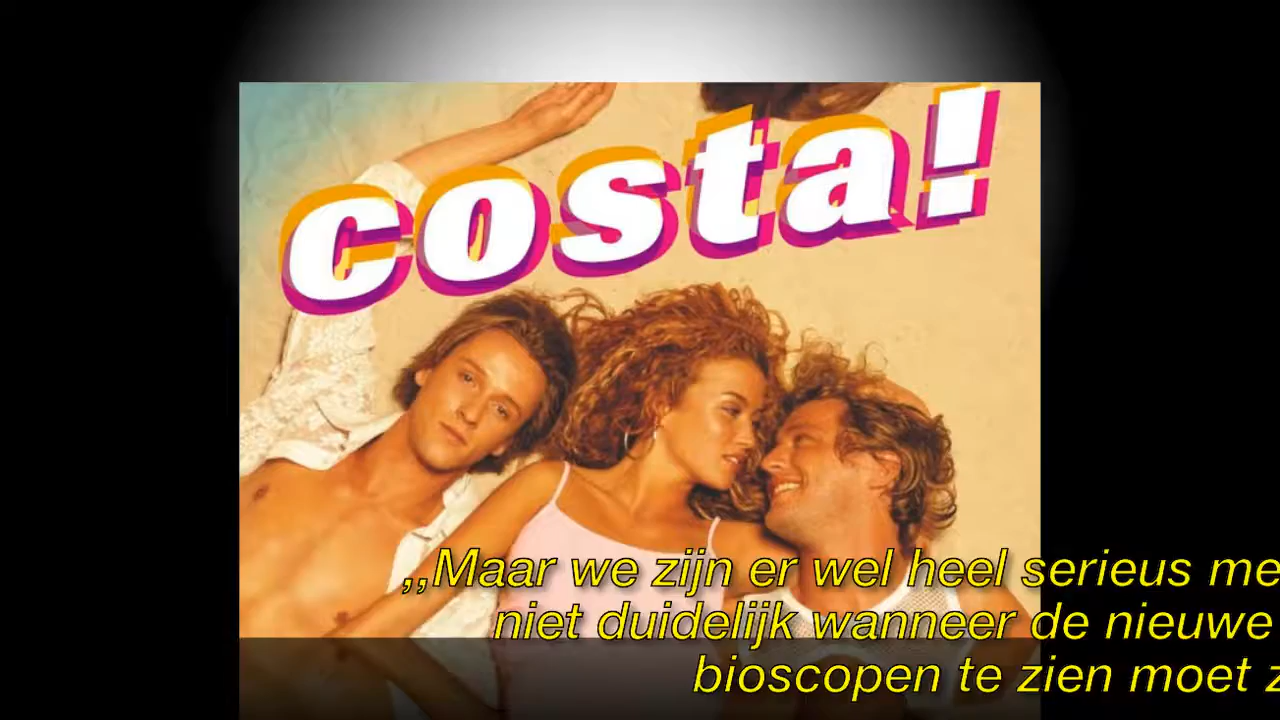 costa!
,,Maar we zijn er wel heel serieus me
niet duidelijk wanneer de nieuwe
bioscopen te zien moet z